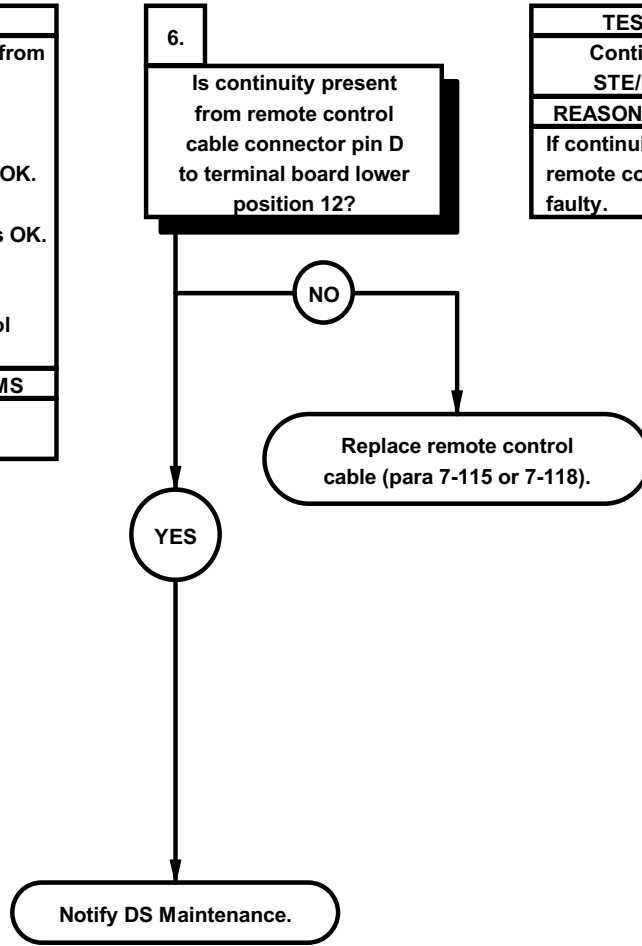 from
OK.
s OK.
ol
MS
6.
Is continuity present
from remote control
cable connector pin D
to terminal board lower
position 12?
NO
Replace remote control
cable (para 7-115 or 7-118).
YES
Notify DS Maintenance.
TES
Conti
STE/
REASON
If continui
remote co
faulty.